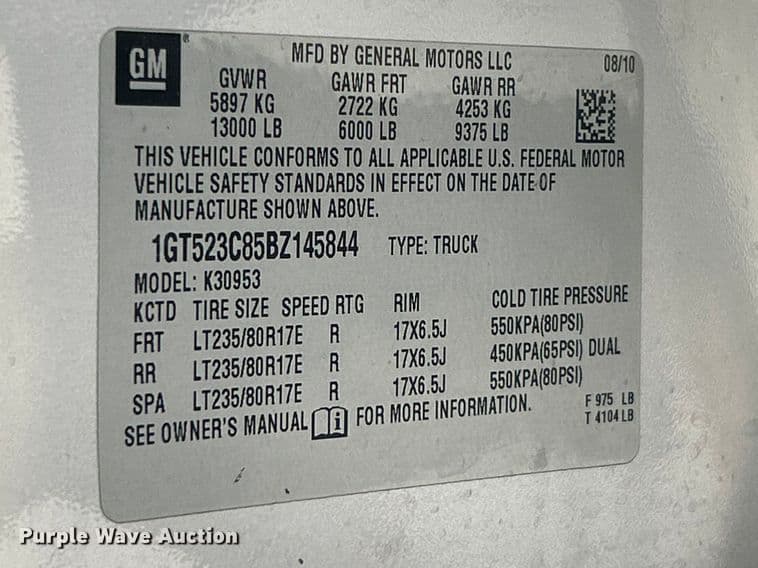 GM
MFD BY GENERAL MOTORS LLC 08/10
GVWR GAWR FRT GAWR RR
5897 KG 2722 KG 4253 KG
13000 LB 6000 LB 9375 LB
THIS VEHICLE CONFORMS TO ALL APPLICABLE U.S. FEDERAL MOTOR
VEHICLE SAFETY STANDARDS IN EFFECT ON THE DATE OF
MANUFACTURE SHOWN ABOVE.
1GT523C85BZ145844 TYPE: TRUCK
MODEL: K30953
KCTD TIRE SIZE SPEED RTG RIM COLD TIRE PRESSURE
FRT LT235/80R17E R 17X6.5J 550KPA(80PSI)
RR LT235/80R17E R 17X6.5J 450KPA(65PSI) DUAL
SPA LT235/80R17E R 17X6.5J 550KPA(80PSI)
SEE OWNER'S MANUAL i FOR MORE INFORMATION.
F 975 LB
T 4104 LB
Purple Wave Auction